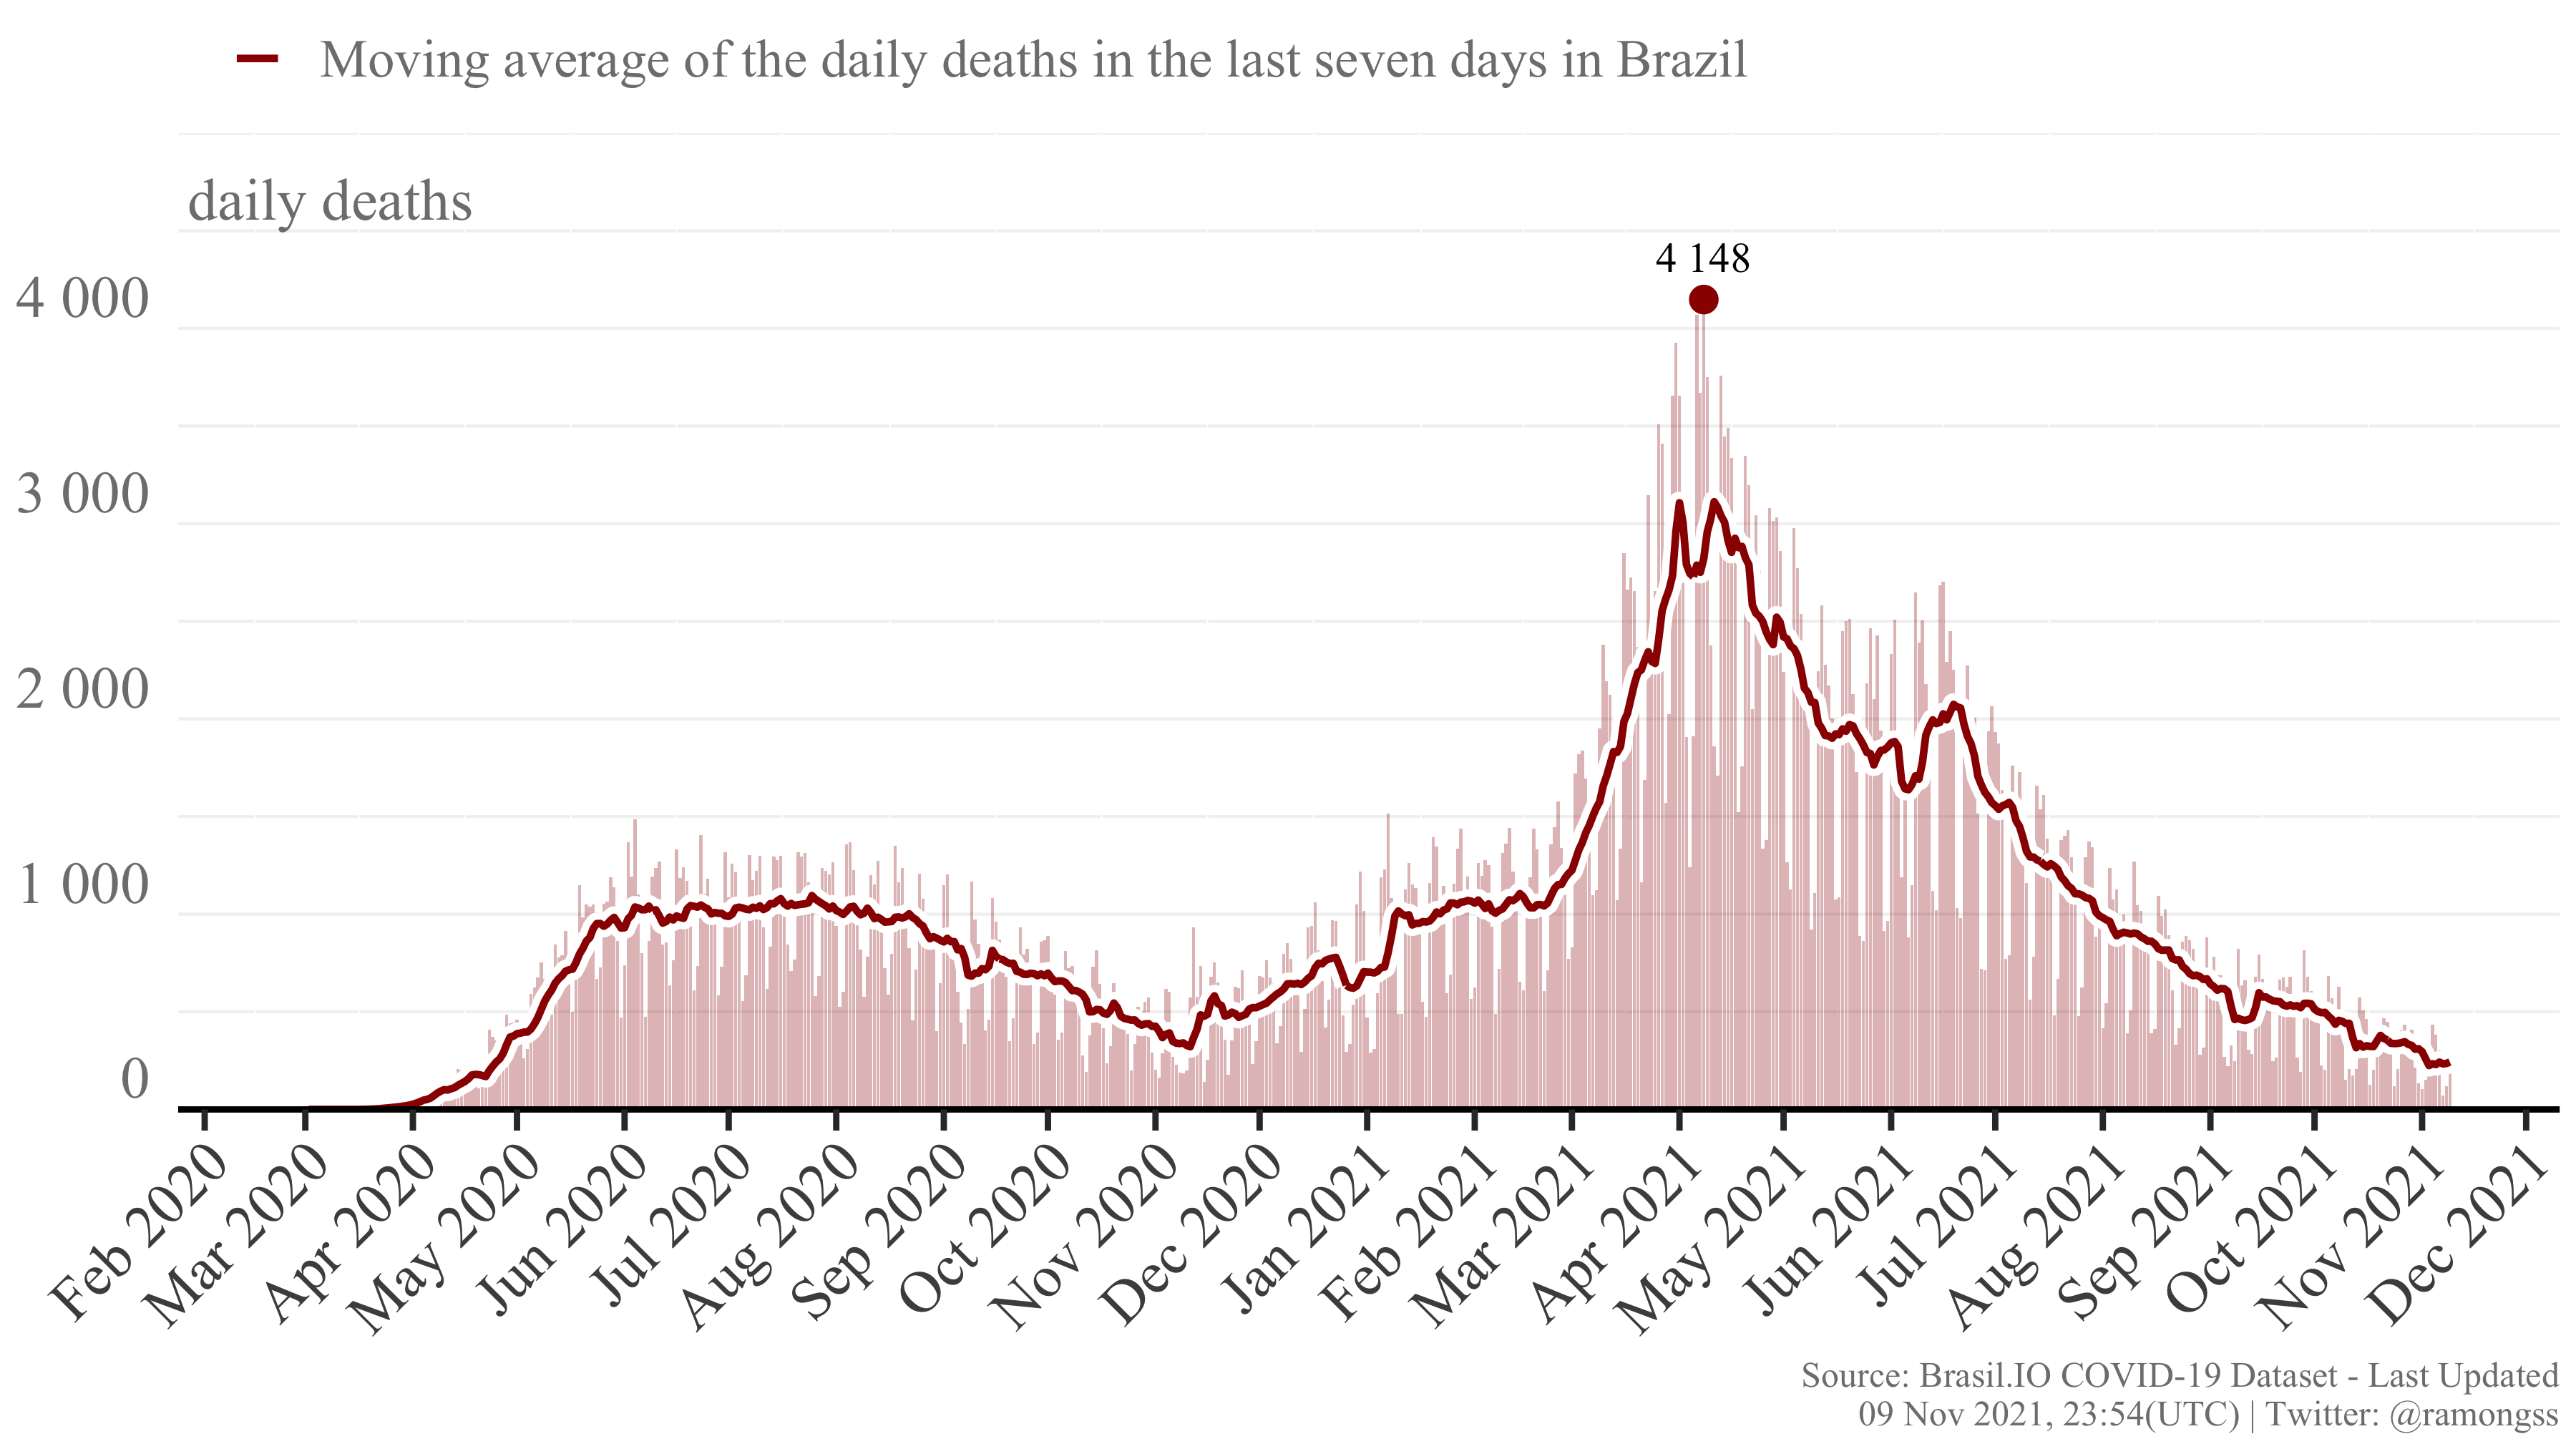 Moving average of the daily deaths in the last seven days in Brazil
daily deaths
4 148
4 000
3 000
2 000
1 000
0
Feb 2020
Mar 2020
Apr 2020
May 2020
Jun 2020
Jul 2020
Aug 2020
Sep 2020
Oct 2020
Nov 2020
Dec 2020
Jan 2021
Feb 2021
Mar 2021
Apr 2021
May 2021
Jun 2021
Jul 2021
Aug 2021
Sep 2021
Oct 2021
Nov 2021
Dec 2021
Source: Brasil.IO COVID-19 Dataset - Last Updated
09 Nov 2021, 23:54(UTC) | Twitter: @ramongss